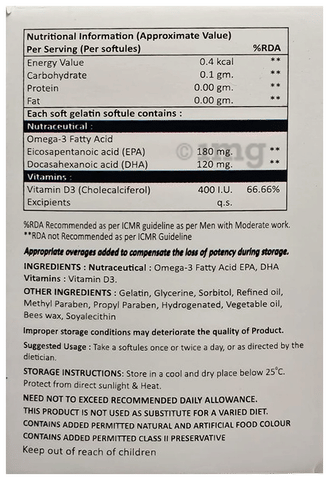 Nutritional Information (Approximate Value)
Per Serving (Per softules) %RDA
Energy Value 0.4 kcal **
Carbohydrate 0.1 gm. **
Protein 0.00 gm. **
Fat 0.00 gm. **
Each soft gelatin softule contains :
Nutraceutical :
Omega-3 Fatty Acid
Eicosapentanoic acid (EPA) 180 mg. **
Docasahexanoic acid (DHA) 120 mg. **
Vitamins :
Vitamin D3 (Cholecalciferol) 400 I.U. 66.66%
Excipients q.s.
%RDA Recommended as per ICMR guideline as per Men with Moderate work.
**RDA not Recommended as per ICMR Guideline
Appropriate overages added to compensate the loss of potency during storage.
INGREDIENTS : Nutraceutical : Omega-3 Fatty Acid EPA, DHA
Vitamins : Vitamin D3.
OTHER INGREDIENTS : Gelatin, Glycerine, Sorbitol, Refined oil,
Methyl Paraben, Propyl Paraben, Hydrogenated, Vegetable oil,
Bees wax, Soyalecithin
Improper storage conditions may deteriorate the quality of Product.
Suggested Usage : Take a softules once or twice a day, or as directed by the
dietician.
STORAGE INSTRUCTIONS: Store in a cool and dry place below 25°C.
Protect from direct sunlight & Heat.
NEED NOT TO EXCEED RECOMMENDED DAILY ALLOWANCE.
THIS PRODUCT IS NOT USED AS SUBSTITUTE FOR A VARIED DIET.
CONTAINS ADDED PERMITTED NATURAL AND ARTIFICIAL FOOD COLOUR
CONTAINS ADDED PERMITTED CLASS II PRESERVATIVE
Keep out of reach of children